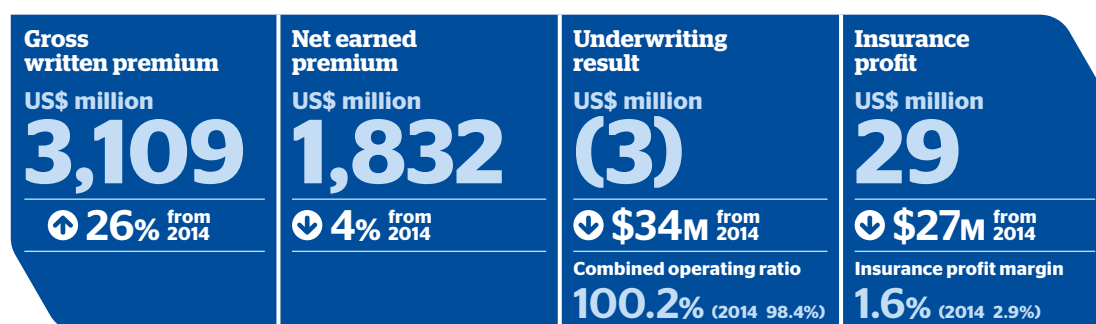 Gross
written premium
US$ million
3,109
26% from
2014
Net earned
premium
US$ million
1,832
4% from
2014
Underwriting
result
US$ million
(3)
$34M from
2014
Combined operating ratio
100.2% (2014 98.4%)
Insurance
profit
US$ million
29
$27M from
2014
Insurance profit margin
1.6% (2014 2.9%)